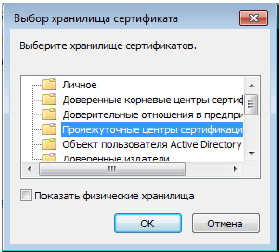 Выбор хранилища сертификата
Выберите хранилище сертификатов.
Личное
Доверенные корневые центры сертиф
Доверительные отношения в предпри
Промежуточные центры сертификаци
Объект пользователя Active Directory
Доверенные издатели
Показать физические хранилища
ОК
Отмена